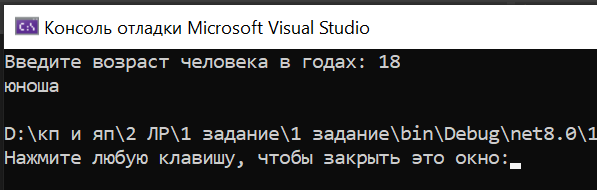 Консоль отладки Microsoft Visual Studio
Введите возраст человека в годах: 18
юноша
D:\кп и яп\2 ЛР\1 задание\1 задание\bin\Debug\net8.0\1
Нажмите любую клавишу, чтобы закрыть это окно: